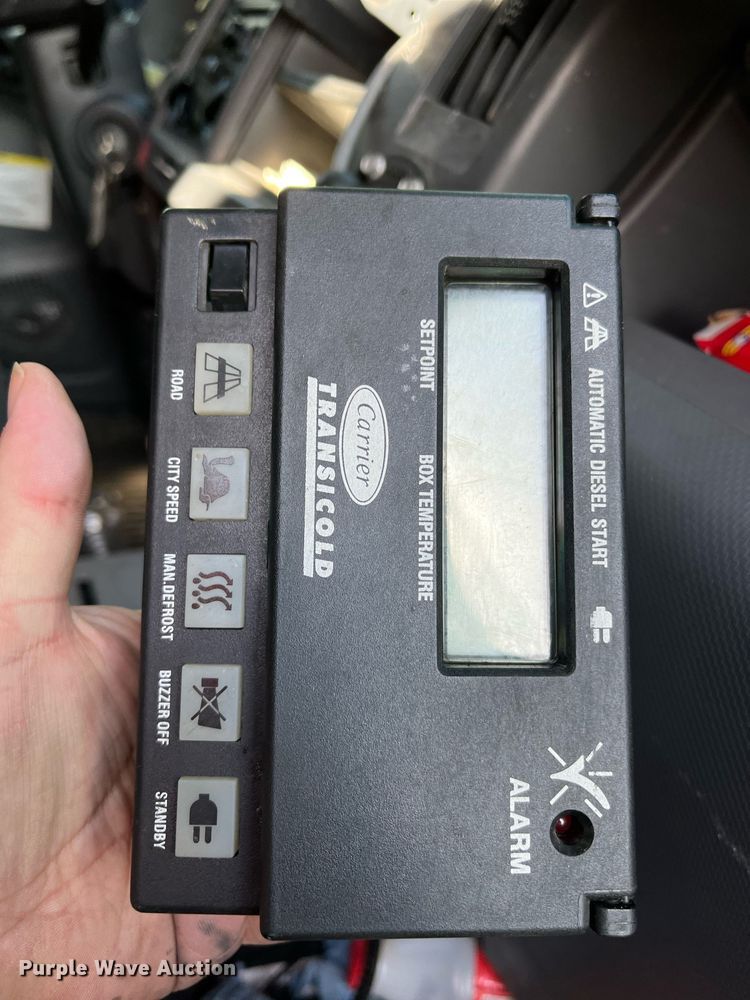 AUTOMATIC DIESEL START
SETPOINT BOX TEMPERATURE
ALARM
Carrier
TRANSICOLD
ROAD
CITY SPEED
MAN.DEFROST
BUZZER OFF
STANDBY
Purple Wave Auction